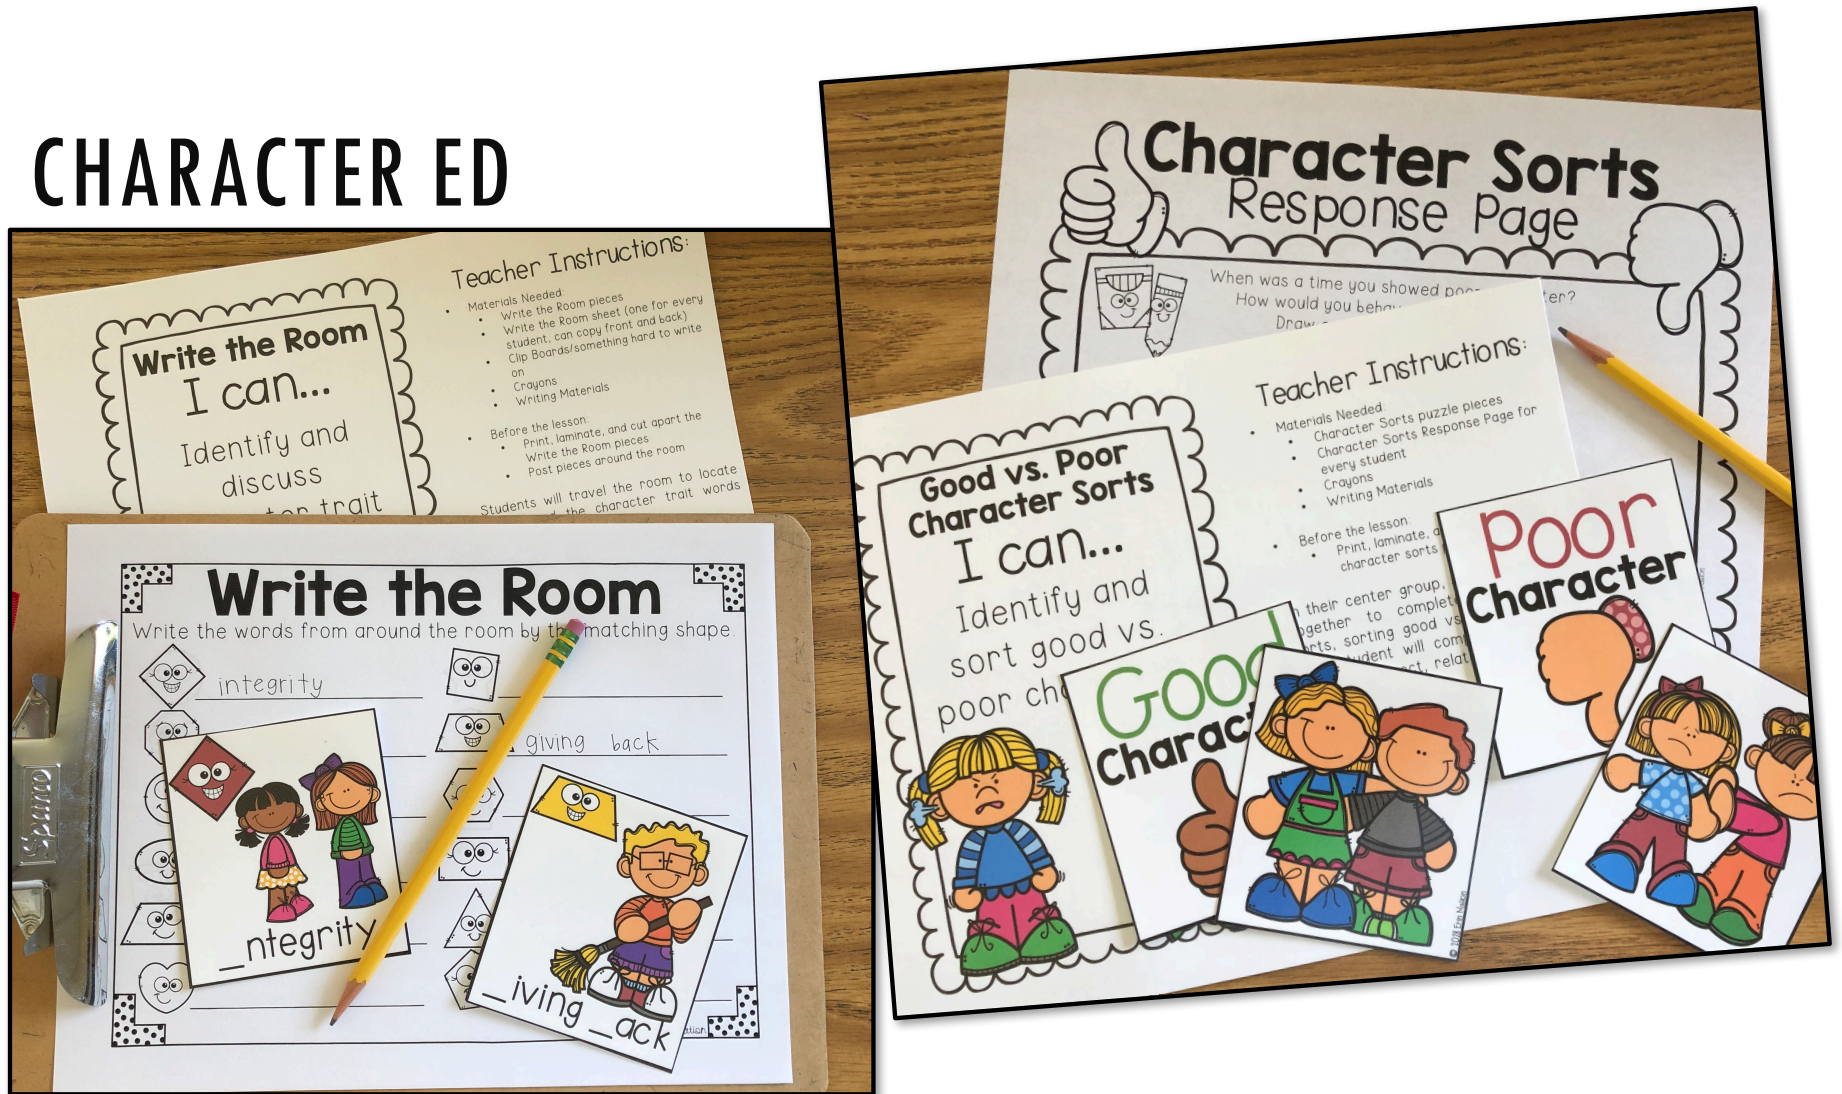 CHARACTER ED
Teacher Instructions:
Materials Needed:
Write the Room pieces
Write the Room sheet (one for every
student, can copy front and back)
Clip Boards/something hard to write
on
Crayons
Writing Materials
Before the lesson:
Print, laminate, and cut apart the
Write the Room pieces
Post pieces around the room
Students will travel the room to locate
the character trait words
Write the Room
I can...
Identify and
discuss
trait
Write the Room
Write the words from around the room by the matching shape.
integrity
giving back
_ntegrity
_iving _ack
Spare
Character Sorts
Response Page
When was a time you showed poor
How would you
Draw
Teacher Instructions:
Materials Needed:
Character Sorts puzzle pieces
Character Sorts Response Page for
every student
Crayons
Writing Materials
Before the lesson:
Print, laminate,
character sorts
their center group,
together to
sorting good vs.
student will
Good vs. Poor
Character Sorts
I can...
Identify and
sort good vs.
poor
Good
Poor
Character
© 2018 Erin